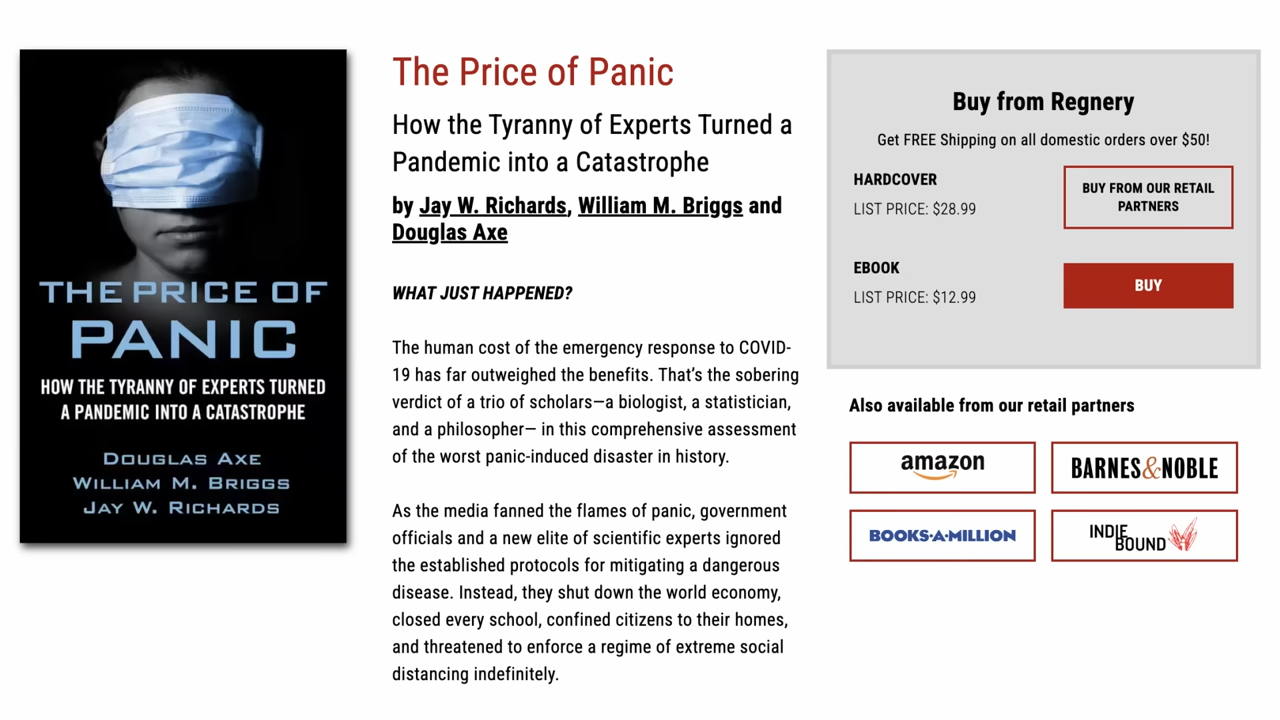 THE PRICE OF
PANIC
HOW THE TYRANNY OF EXPERTS TURNED
A PANDEMIC INTO A CATASTROPHE
DOUGLAS AXE
WILLIAM M. BRIGGS
JAY W. RICHARDS
The Price of Panic
How the Tyranny of Experts Turned a
Pandemic into a Catastrophe
by Jay W. Richards, William M. Briggs and
Douglas Axe
WHAT JUST HAPPENED?
The human cost of the emergency response to COVID-
19 has far outweighed the benefits. That’s the sobering
verdict of a trio of scholars—a biologist, a statistician,
and a philosopher— in this comprehensive assessment
of the worst panic-induced disaster in history.
As the media fanned the flames of panic, government
officials and a new elite of scientific experts ignored
the established protocols for mitigating a dangerous
disease. Instead, they shut down the world economy,
closed every school, confined citizens to their homes,
and threatened to enforce a regime of extreme social
distancing indefinitely.
Buy from Regnery
Get FREE Shipping on all domestic orders over $50!
HARDCOVER
LIST PRICE: $28.99
BUY FROM OUR RETAIL
PARTNERS
EBOOK
LIST PRICE: $12.99
BUY
Also available from our retail partners
amazon
BARNES&NOBLE
BOOKS·A·MILLION
INDIE
BOUND